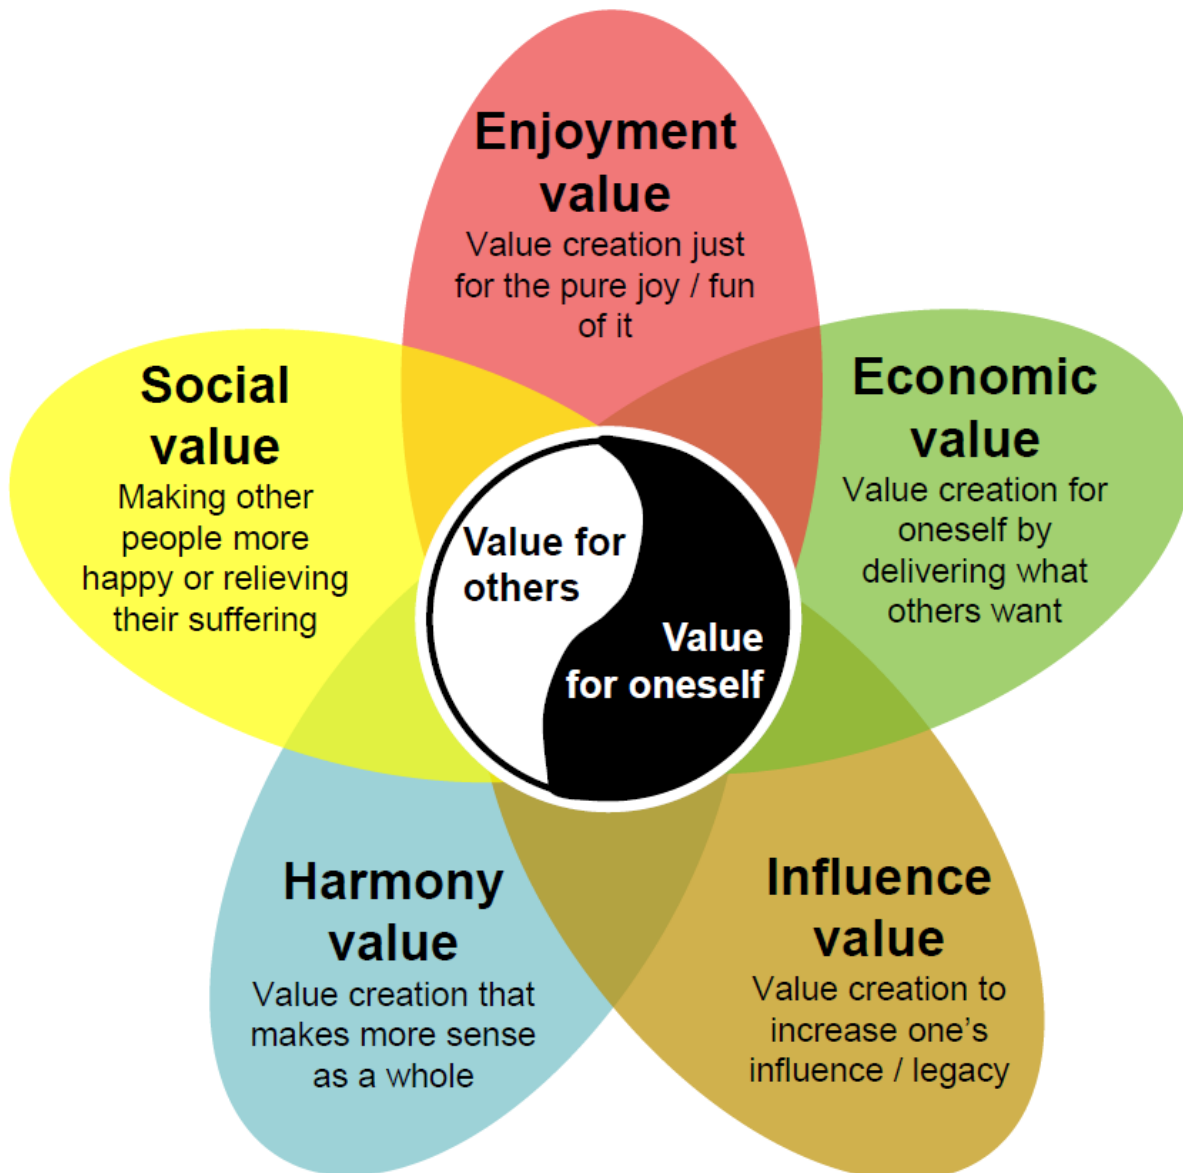 Enjoyment
value
Value creation just
for the pure joy / fun
of it
Social
value
Making other
people more
happy or relieving
their suffering
Economic
value
Value creation for
oneself by
delivering what
others want
Value for
others
Value
for oneself
Harmony
value
Value creation that
makes more sense
as a whole
Influence
value
Value creation to
increase one’s
influence / legacy